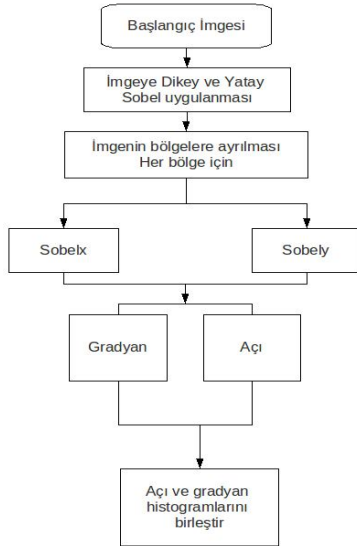 Başlangıç İmgesi
İmgeye Dikey ve Yatay
Sobel uygulanması
İmgenin bölgelere ayrılması
Her bölge için
Sobelx
Sobely
Gradyan
Açı
Açı ve gradyan
histogramlarını
birleştir